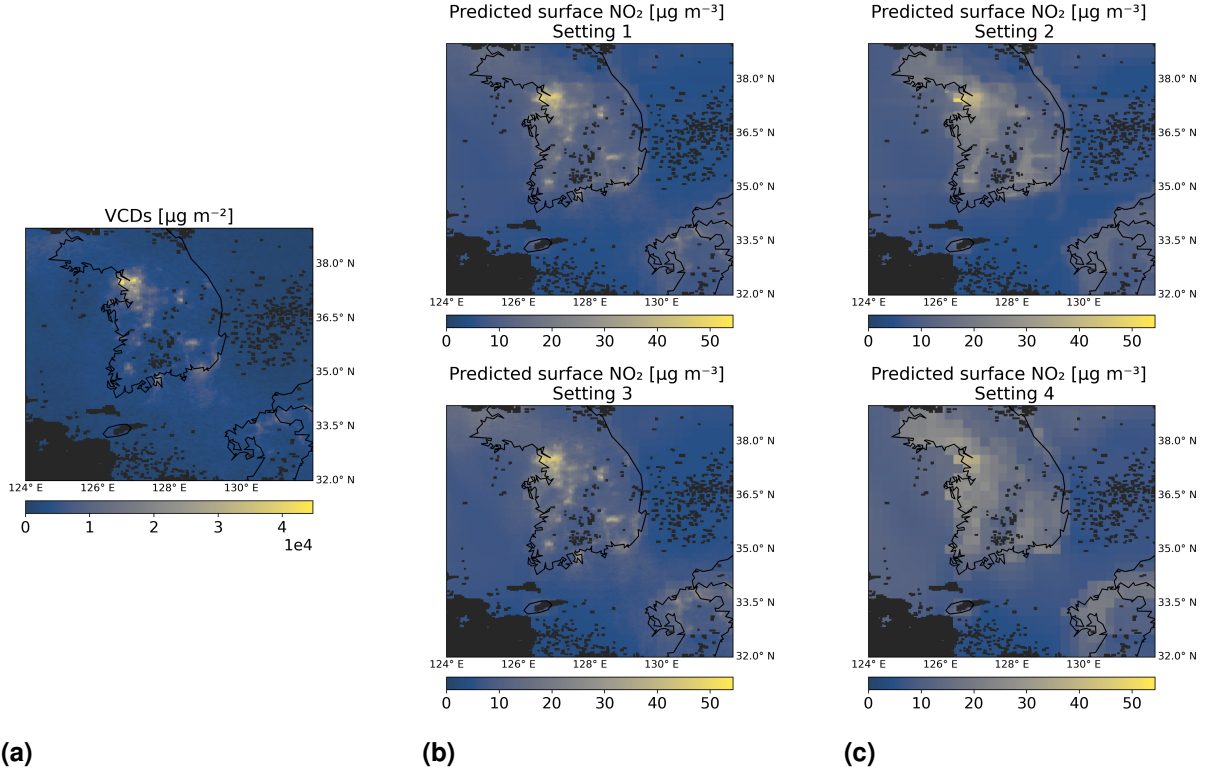 VCDs [µg m⁻²]
38.0° N
36.5° N
35.0° N
33.5° N
32.0° N
124° E 126° E 128° E 130° E
0 1 2 3 4
1e4
(a)
Predicted surface NO₂ [µg m⁻³]
Setting 1
38.0° N
36.5° N
35.0° N
33.5° N
32.0° N
124° E 126° E 128° E 130° E
0 10 20 30 40 50
Predicted surface NO₂ [µg m⁻³]
Setting 3
38.0° N
36.5° N
35.0° N
33.5° N
32.0° N
124° E 126° E 128° E 130° E
0 10 20 30 40 50
(b)
Predicted surface NO₂ [µg m⁻³]
Setting 2
38.0° N
36.5° N
35.0° N
33.5° N
32.0° N
124° E 126° E 128° E 130° E
0 10 20 30 40 50
Predicted surface NO₂ [µg m⁻³]
Setting 4
38.0° N
36.5° N
35.0° N
33.5° N
32.0° N
124° E 126° E 128° E 130° E
0 10 20 30 40 50
(c)